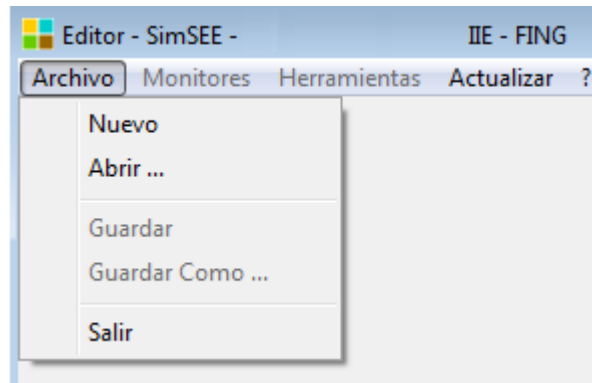 Editor - SimSEE - IIE - FING
Archivo Monitores Herramientas Actualizar ?
Nuevo
Abrir ...
Guardar
Guardar Como ...
Salir